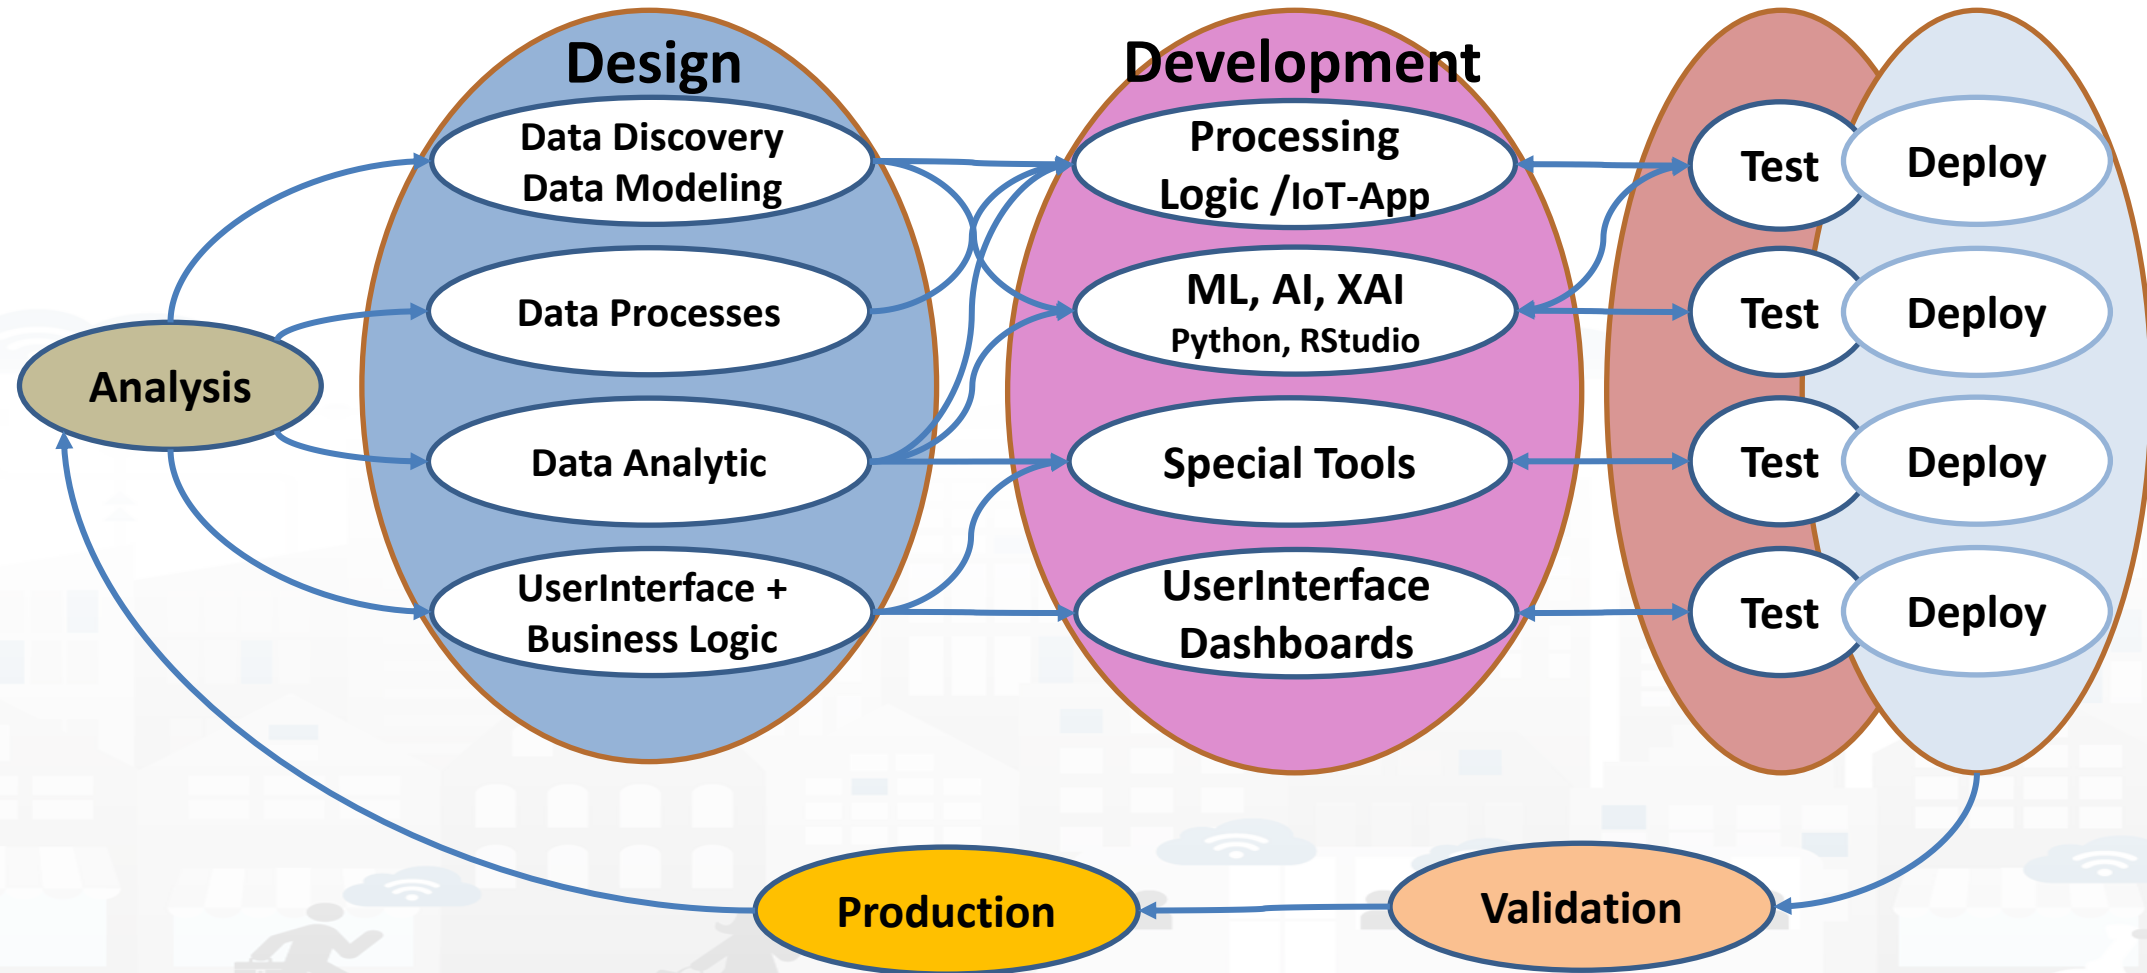 Design
Development
Data Discovery
Data Modeling
Processing
Logic /IoT-App
Test
Deploy
Data Processes
ML, AI, XAI
Python, RStudio
Test
Deploy
Analysis
Data Analytic
Special Tools
Test
Deploy
UserInterface +
Business Logic
UserInterface
Dashboards
Test
Deploy
Production
Validation